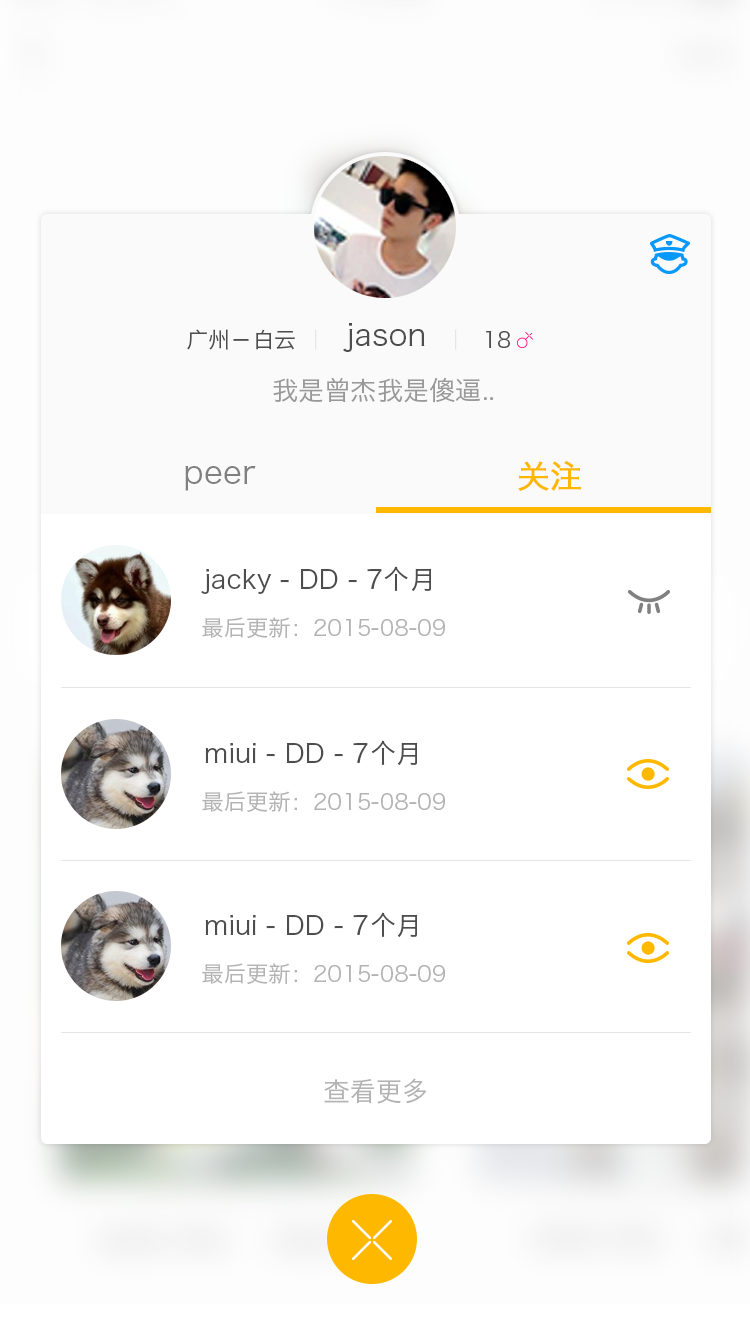 广州－白云 jason 18
我是曾杰我是傻逼..
peer 关注
jacky - DD - 7个月
最后更新：2015-08-09
miui - DD - 7个月
最后更新：2015-08-09
miui - DD - 7个月
最后更新：2015-08-09
查看更多